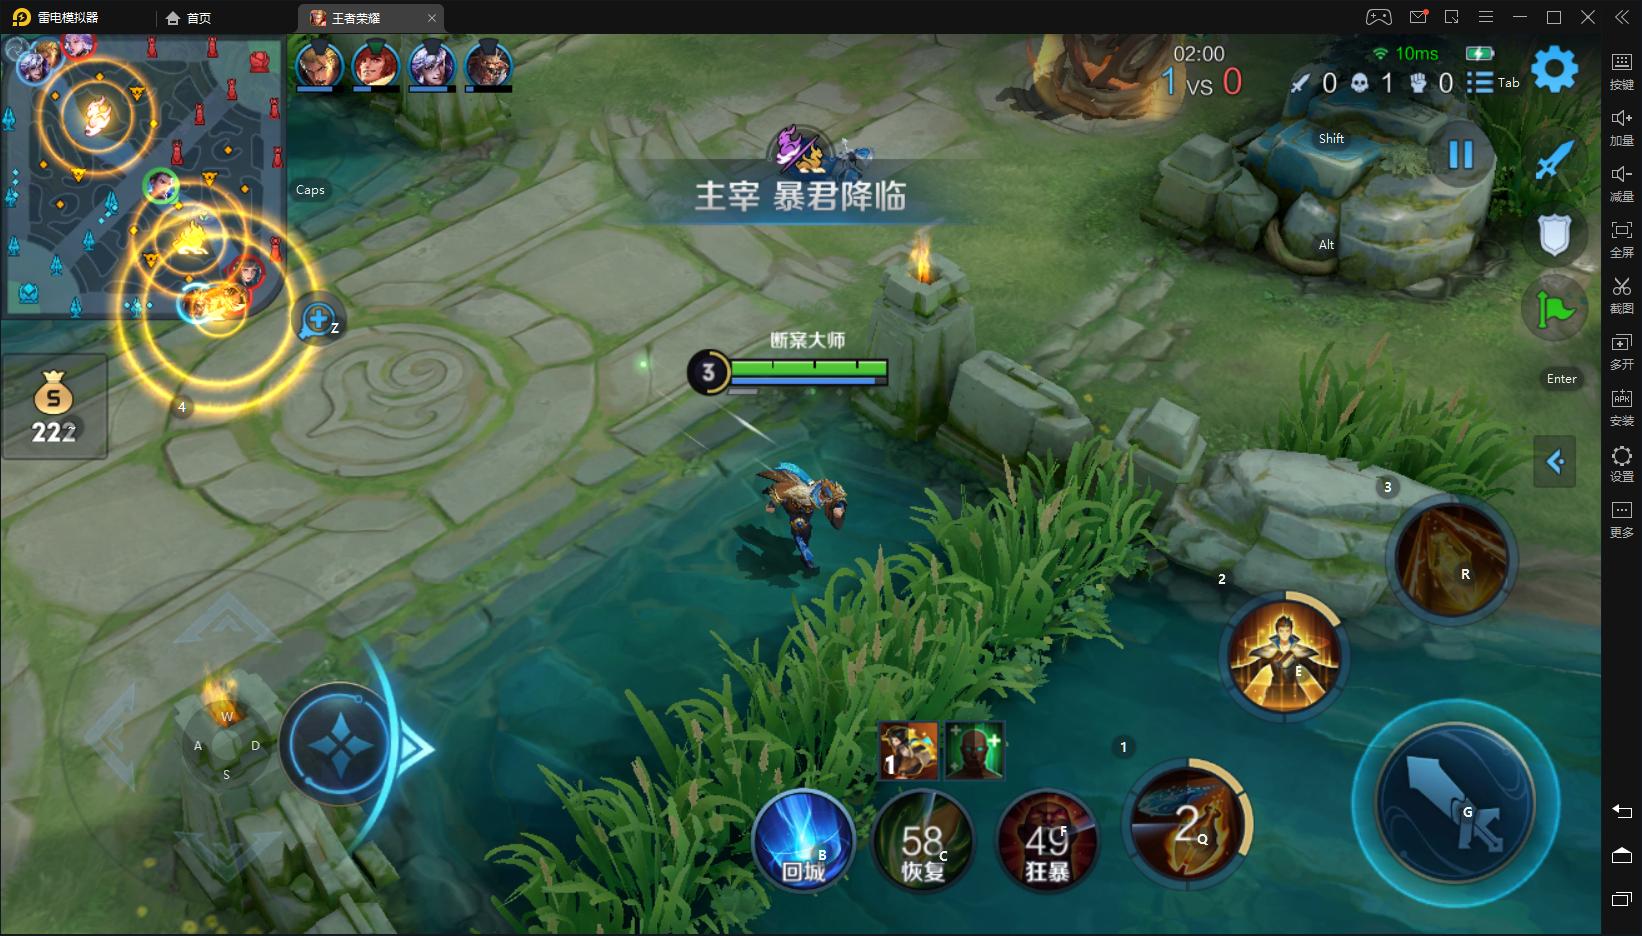 雷电模拟器
首页
王者荣耀
02:00
10ms
1 VS 0
0
1
0
Tab
Shift
Alt
Caps
主宰 暴君降临
Z
断案大师
3
S
4
Enter
3
R
2
E
W
A
D
S
1
1
B
回城
58
C
恢复
49
F
狂暴
2
Q
G
按键
加量
减量
全屏
截图
多开
APK
安装
设置
更多